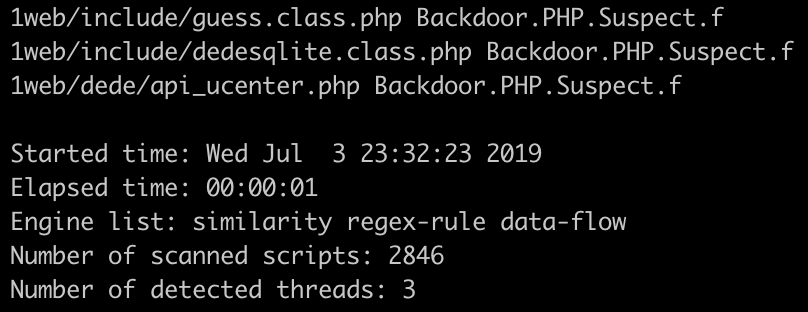 1web/include/guess.class.php Backdoor.PHP.Suspect.f
1web/include/dedesqlite.class.php Backdoor.PHP.Suspect.f
1web/dede/api_ucenter.php Backdoor.PHP.Suspect.f
Started time: Wed Jul  3 23:32:23 2019
Elapsed time: 00:00:01
Engine list: similarity regex-rule data-flow
Number of scanned scripts: 2846
Number of detected threads: 3